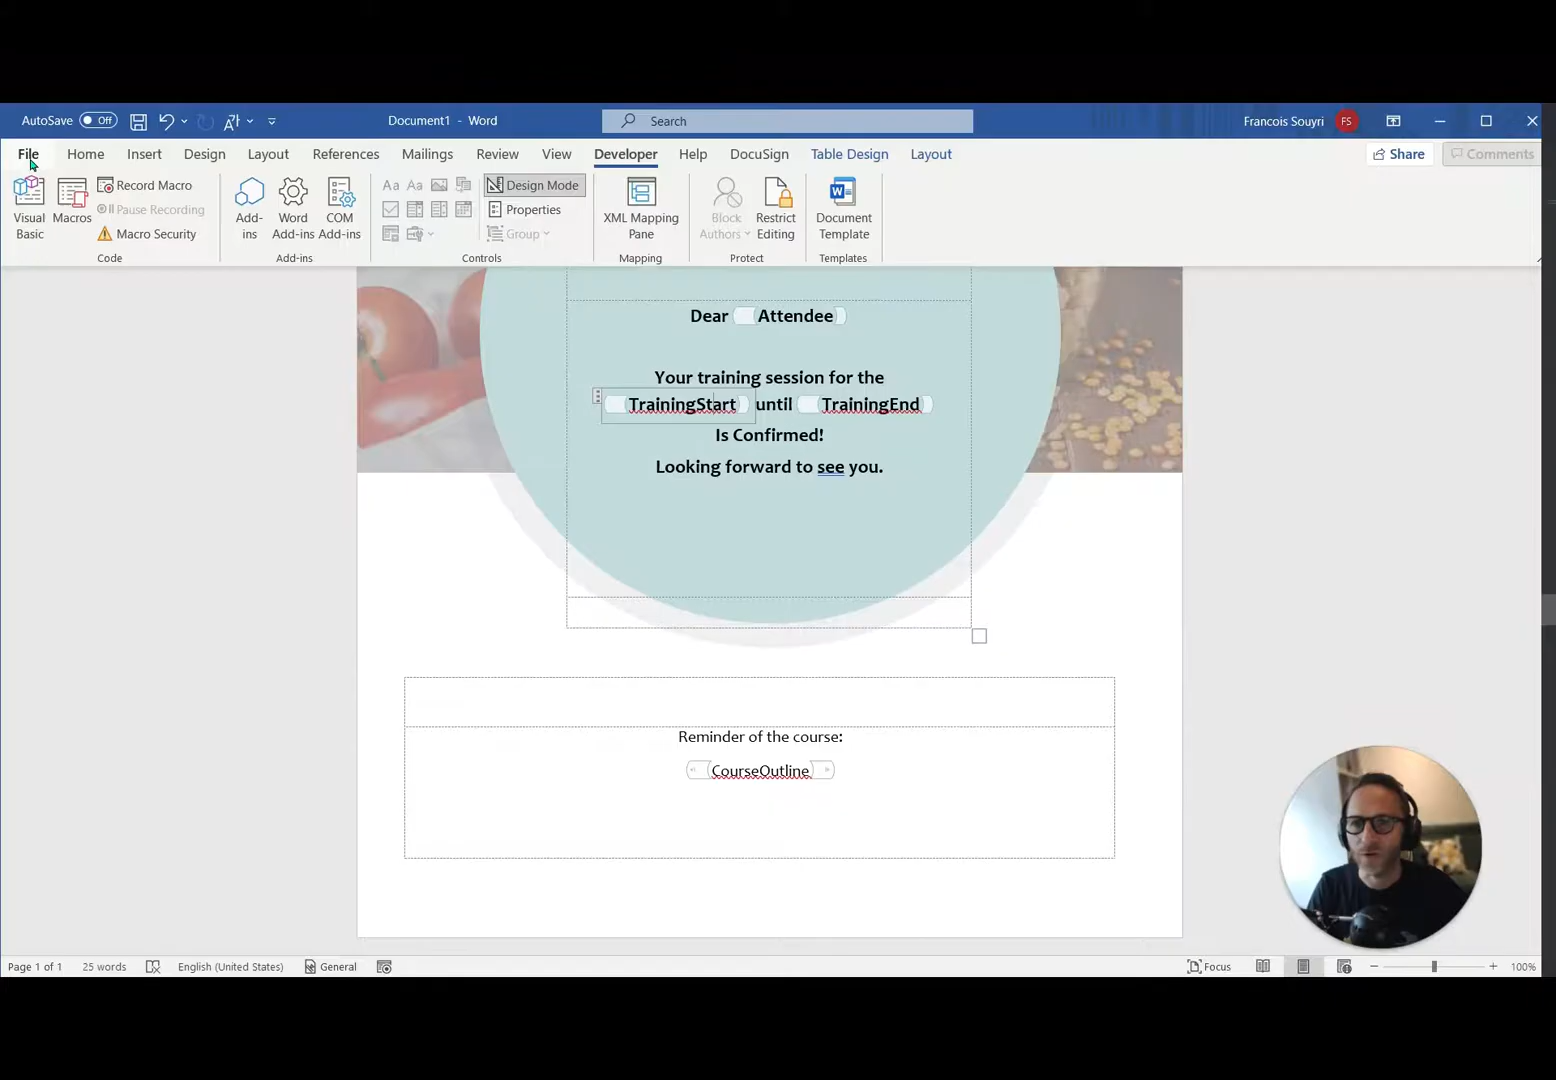 AutoSave Off
Document1 - Word
Search
Francois Souyri FS
File Home Insert Design Layout References Mailings Review View Developer Help DocuSign Table Design Layout
Share Comments
Visual Basic
Macros
Record Macro
Pause Recording
Macro Security
Code
Add-ins
Word Add-ins
COM Add-ins
Add-ins
Aa Aa
Design Mode
Properties
Group
Controls
XML Mapping Pane
Mapping
Block Authors
Restrict Editing
Protect
Document Template
Templates
Dear Attendee
Your training session for the
TrainingStart until TrainingEnd
Is Confirmed!
Looking forward to see you.
Reminder of the course:
CourseOutline
Page 1 of 1 25 words English (United States) General Focus 100%